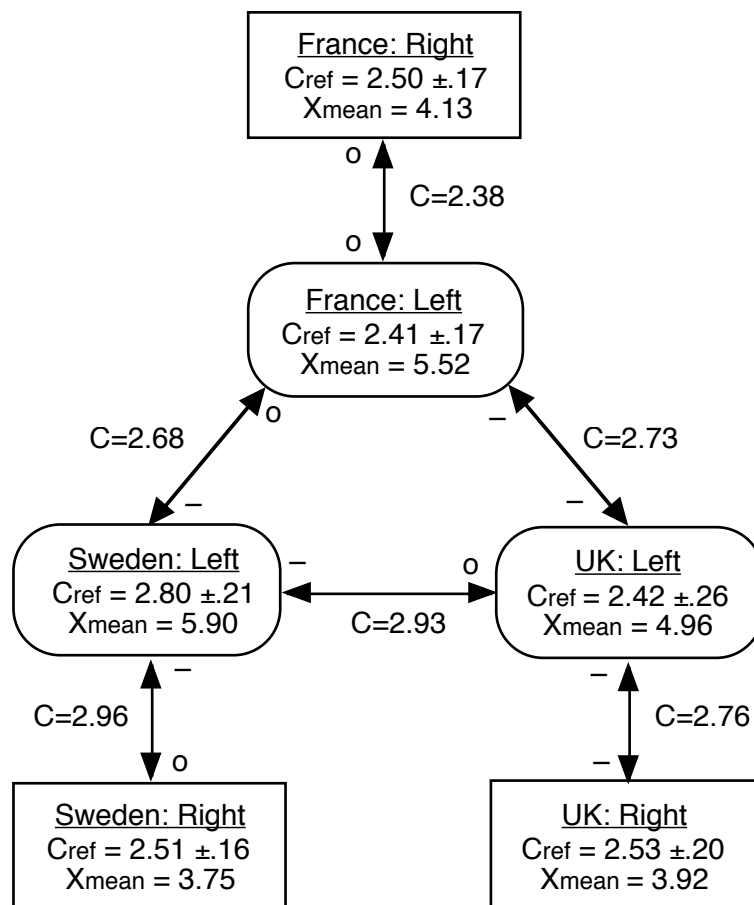 France: Right
Cref = 2.50 ±.17
Xmean = 4.13
o
C=2.38
o
France: Left
Cref = 2.41 ±.17
Xmean = 5.52
o
–
C=2.68
C=2.73
–
–
Sweden: Left
Cref = 2.80 ±.21
Xmean = 5.90
–
o
C=2.93
UK: Left
Cref = 2.42 ±.26
Xmean = 4.96
–
–
C=2.96
C=2.76
o
–
Sweden: Right
Cref = 2.51 ±.16
Xmean = 3.75
UK: Right
Cref = 2.53 ±.20
Xmean = 3.92